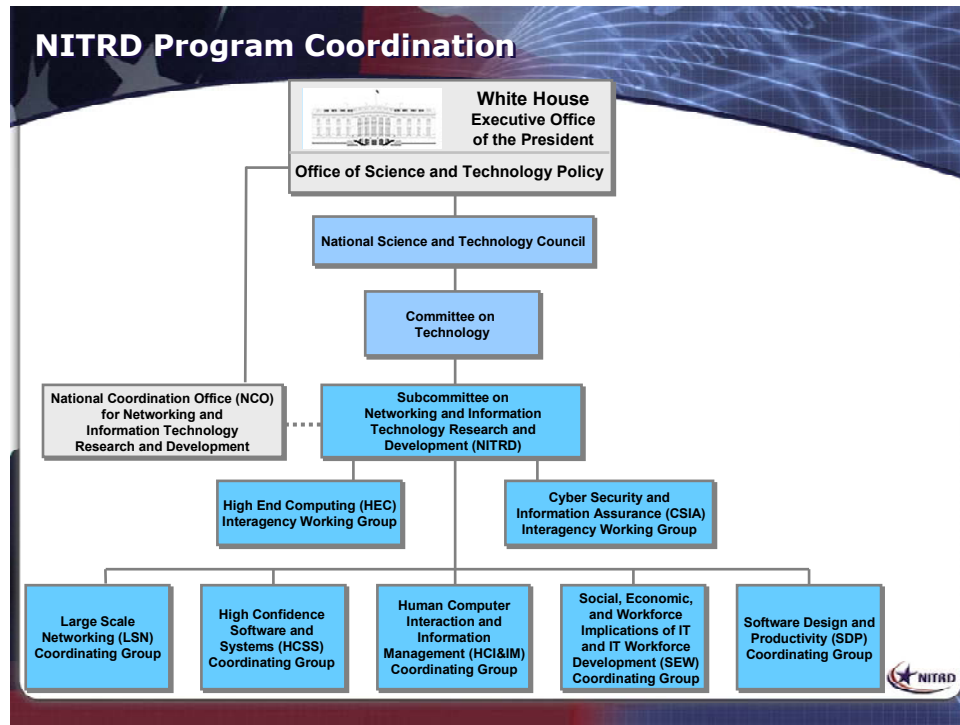 NITRD Program Coordination
White House
Executive Office
of the President
Office of Science and Technology Policy
National Science and Technology Council
Committee on
Technology
National Coordination Office (NCO)
for Networking and
Information Technology
Research and Development
Subcommittee on
Networking and Information
Technology Research and
Development (NITRD)
High End Computing (HEC)
Interagency Working Group
Cyber Security and
Information Assurance (CSIA)
Interagency Working Group
Large Scale
Networking (LSN)
Coordinating Group
High Confidence
Software and
Systems (HCSS)
Coordinating Group
Human Computer
Interaction and
Information
Management (HCI&IM)
Coordinating Group
Social, Economic,
and Workforce
Implications of IT
and IT Workforce
Development (SEW)
Coordinating Group
Software Design and
Productivity (SDP)
Coordinating Group
NITRD